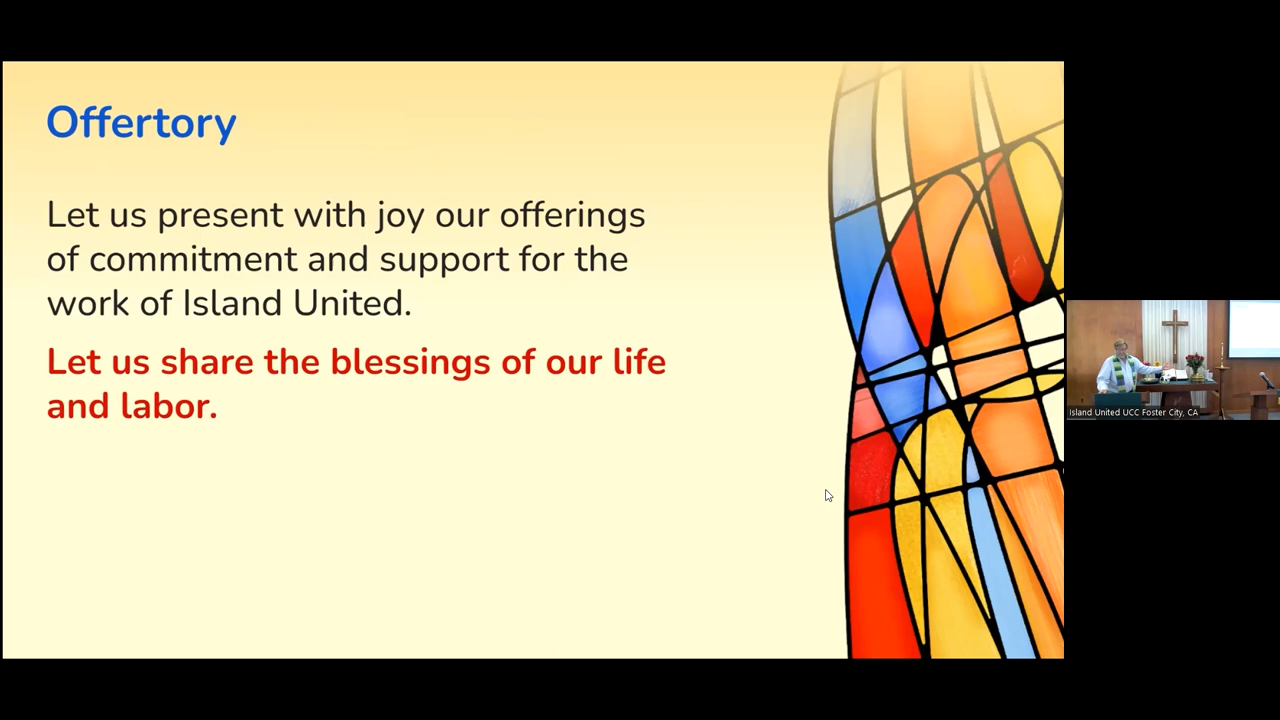 Offertory
Let us present with joy our offerings
of commitment and support for the
work of Island United.
Let us share the blessings of our life
and labor.
Island United UCC Foster City, CA